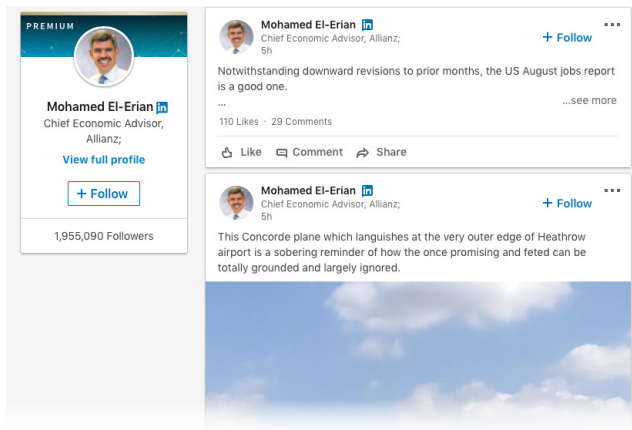 PREMIUM
Mohamed El-Erian in
Chief Economic Advisor,
Allianz;
View full profile
+ Follow
1,955,090 Followers
Mohamed El-Erian in
Chief Economic Advisor, Allianz;
5h
+ Follow
Notwithstanding downward revisions to prior months, the US August jobs report
is a good one.
...
...see more
110 Likes · 29 Comments
Like Comment Share
Mohamed El-Erian in
Chief Economic Advisor, Allianz;
5h
+ Follow
This Concorde plane which languishes at the very outer edge of Heathrow
airport is a sobering reminder of how the once promising and feted can be
totally grounded and largely ignored.